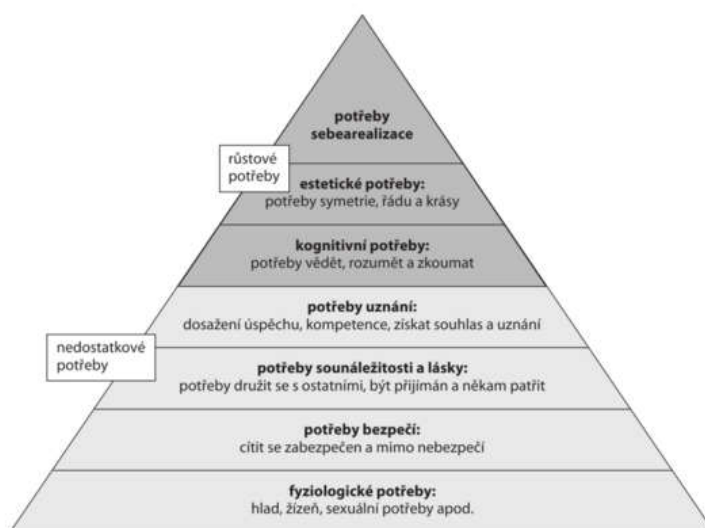 potřeby
sebearealizace
růstové
potřeby
estetické potřeby:
potřeby symetrie, řádu a krásy
kognitivní potřeby:
potřeby vědět, rozumět a zkoumat
potřeby uznání:
dosažení úspěchu, kompetence, získat souhlas a uznání
nedostatkové
potřeby
potřeby sounáležitosti a lásky:
potřeby družit se s ostatními, být přijímán a někam patřit
potřeby bezpečí:
cítit se zabezpečen a mimo nebezpečí
fyziologické potřeby:
hlad, žízeň, sexuální potřeby apod.